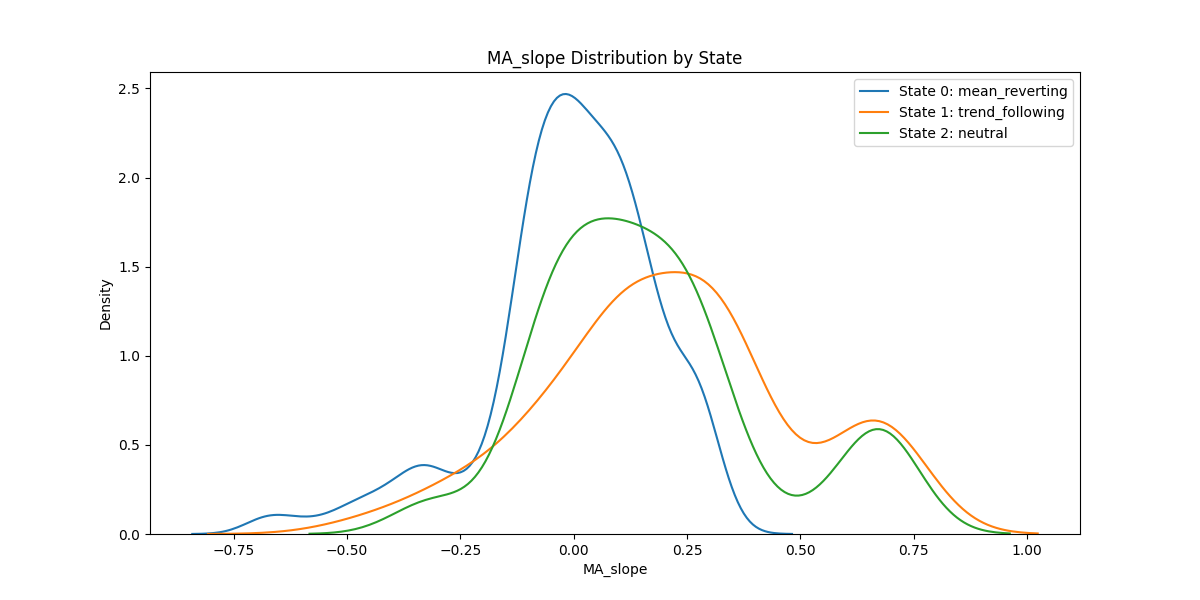 MA_slope Distribution by State
State 0: mean_reverting
State 1: trend_following
State 2: neutral
Density
2.5
2.0
1.5
1.0
0.5
0.0
−0.75
−0.50
−0.25
0.00
0.25
0.50
0.75
1.00
MA_slope